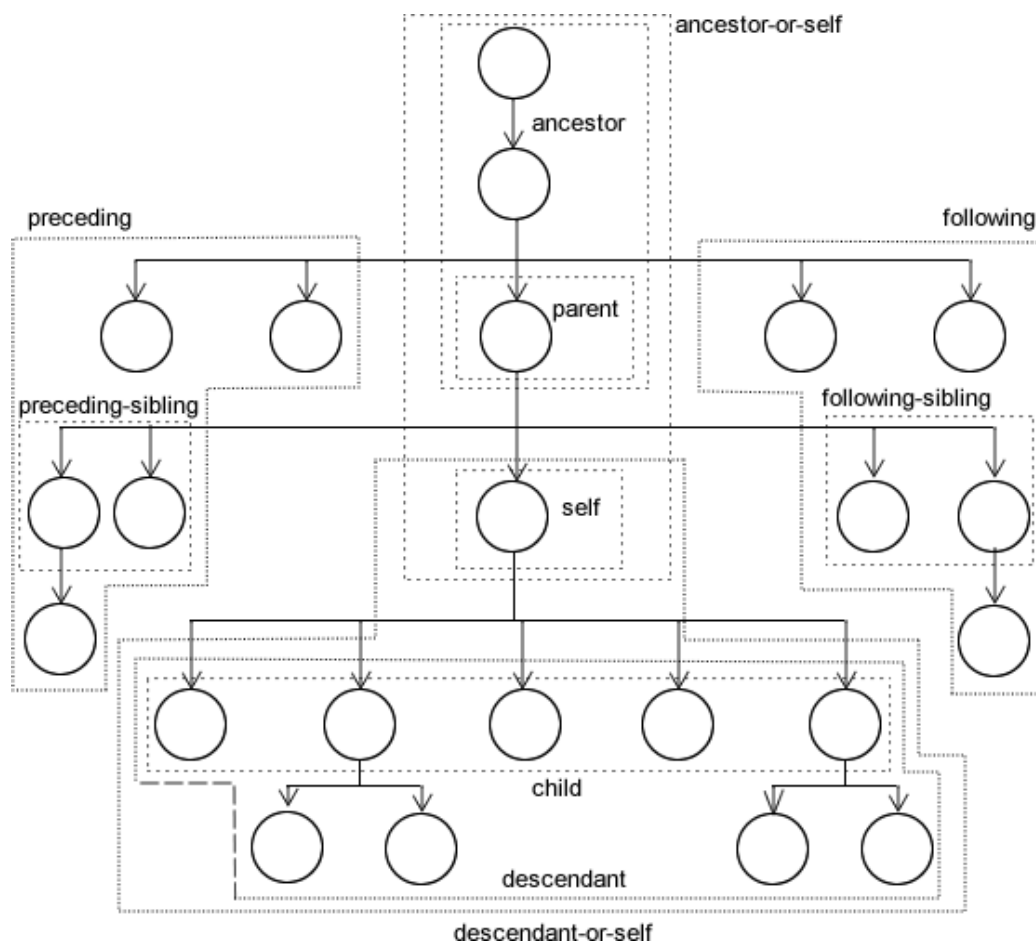 ancestor-or-self
ancestor
preceding
following
parent
preceding-sibling
following-sibling
self
child
descendant
descendant-or-self